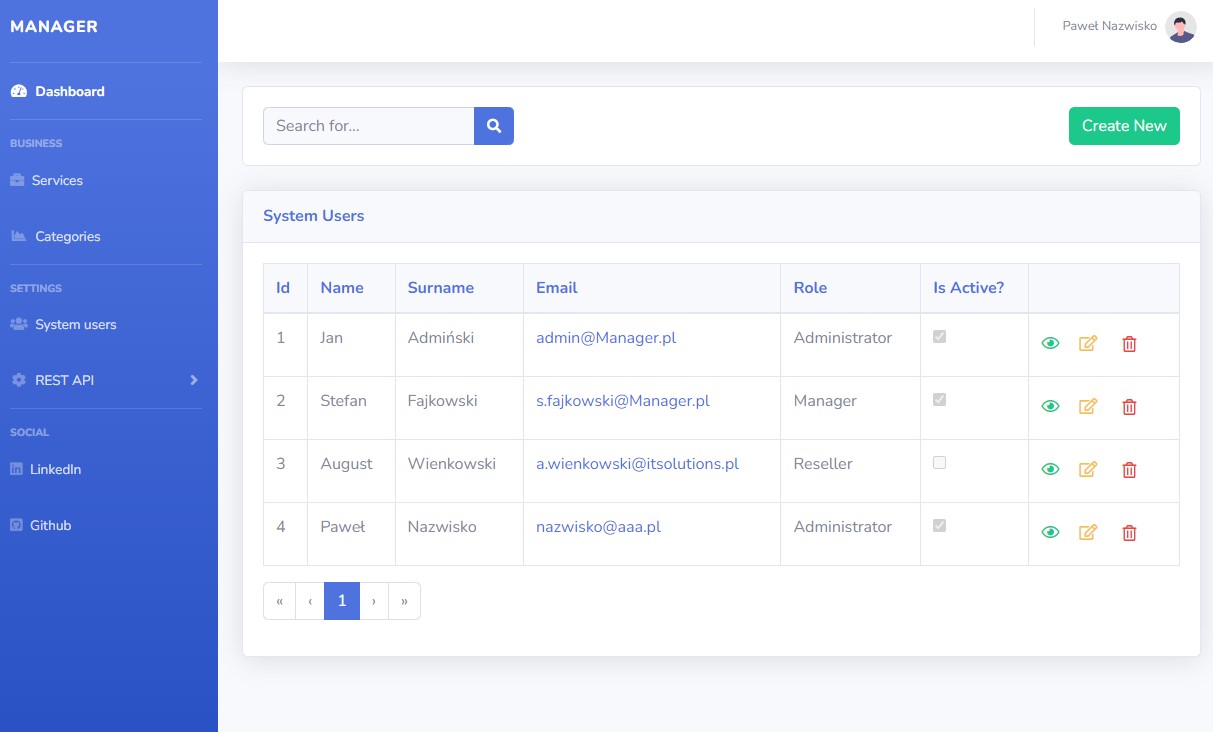 MANAGER
Paweł Nazwisko
Dashboard
BUSINESS
Services
Categories
SETTINGS
System users
REST API
SOCIAL
LinkedIn
Github
Search for...
Create New
System Users
Id Name Surname Email Role Is Active?
1 Jan Admiński admin@Manager.pl Administrator
2 Stefan Fajkowski s.fajkowski@Manager.pl Manager
3 August Wienkowski a.wienkowski@itsolutions.pl Reseller
4 Paweł Nazwisko nazwisko@aaa.pl Administrator
« ‹ 1 › »